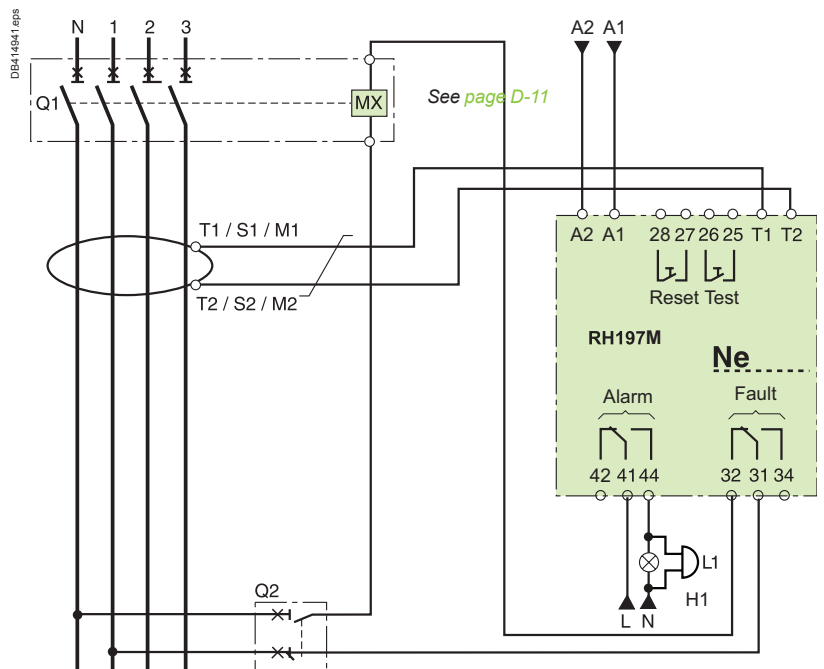 DB414941.eps
N 1 2 3
A2 A1
Q1
MX
See page D-11
T1 / S1 / M1
T2 / S2 / M2
A2 A1 28 27 26 25 T1 T2
Reset Test
RH197M
Ne
Alarm
Fault
42 41 44
32 31 34
L1
H1
L N
Q2